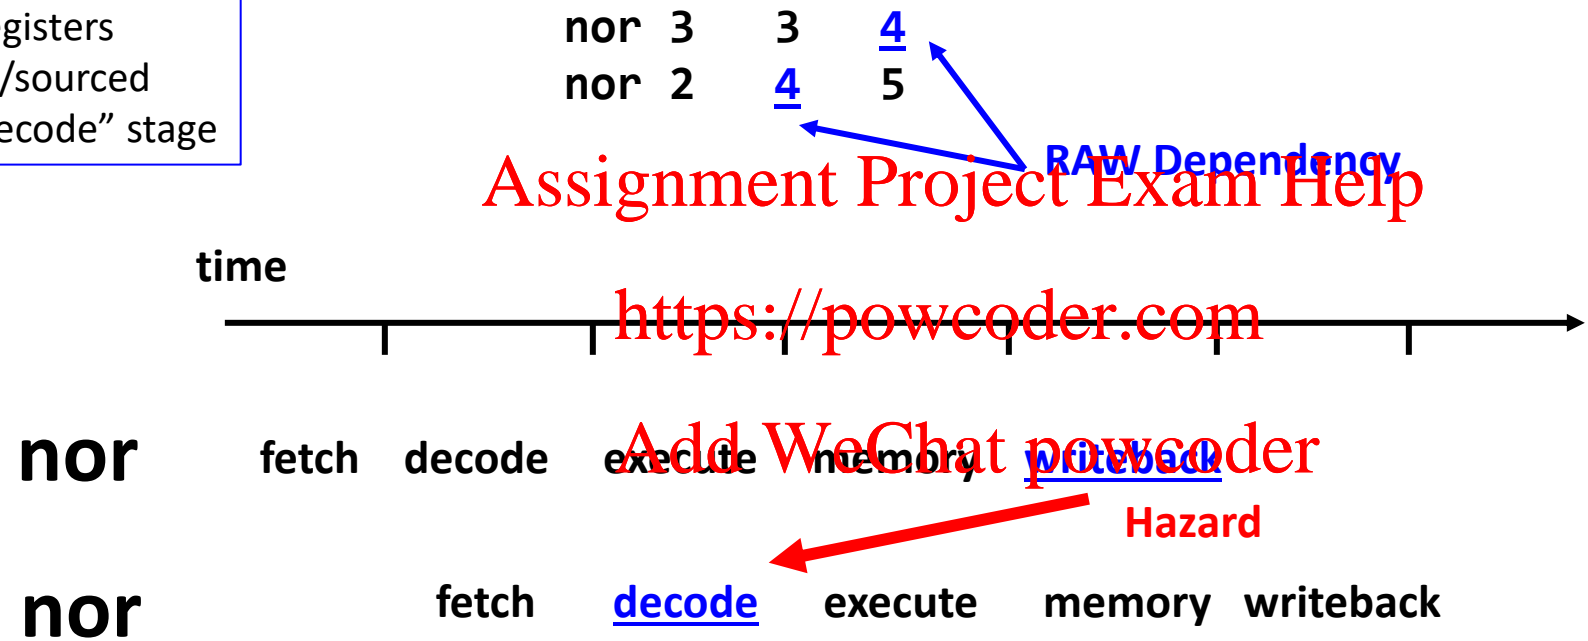 egisters
/sourced
ecode” stage
nor 3 3 4
nor 2 4 5
RAW Dependency
Assignment Project Exam Help
time
https://powcoder.com
Add WeChat powcoder
nor fetch decode execute memory writeback
Hazard
nor fetch decode execute memory writeback